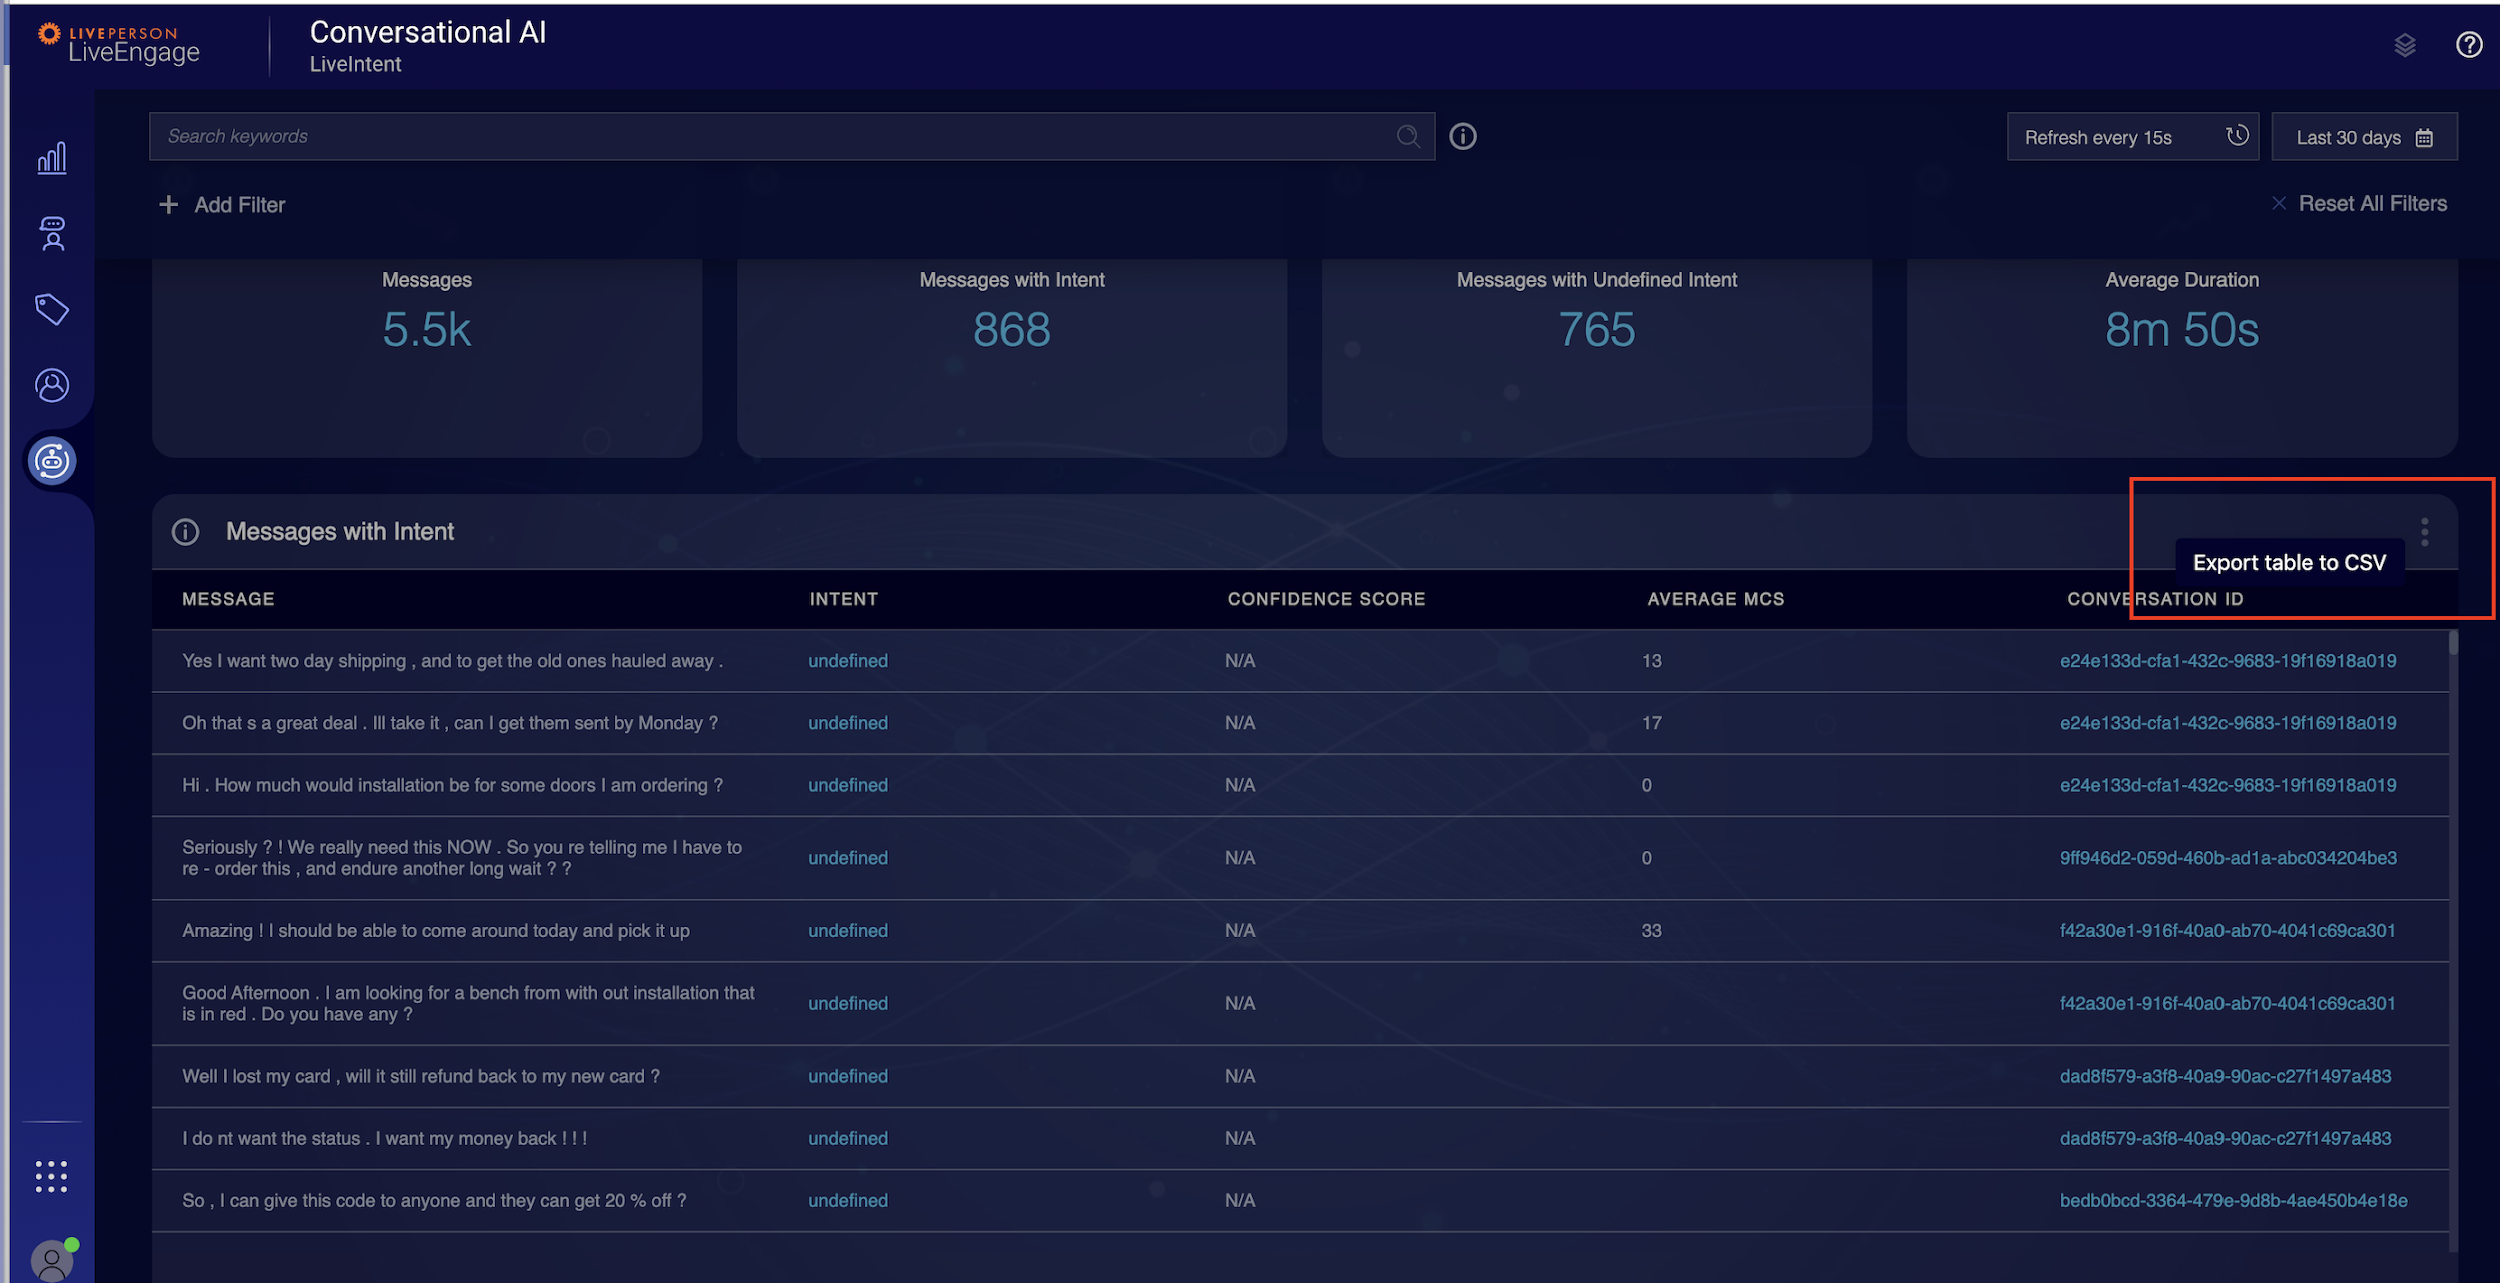 LIVEPERSON
LiveEngage
Conversational AI
LiveIntent
Search keywords
Refresh every 15s
Last 30 days
Add Filter
Reset All Filters
Messages
5.5k
Messages with Intent
868
Messages with Undefined Intent
765
Average Duration
8m 50s
Messages with Intent
Export table to CSV
MESSAGE INTENT CONFIDENCE SCORE AVERAGE MCS CONVERSATION ID
Yes I want two day shipping , and to get the old ones hauled away . undefined N/A 13 e24e133d-cfa1-432c-9683-19f16918a019
Oh that s a great deal . Ill take it , can I get them sent by Monday ? undefined N/A 17 e24e133d-cfa1-432c-9683-19f16918a019
Hi . How much would installation be for some doors I am ordering ? undefined N/A 0 e24e133d-cfa1-432c-9683-19f16918a019
Seriously ? ! We really need this NOW . So you re telling me I have to
re - order this , and endure another long wait ? ? undefined N/A 0 9ff946d2-059d-460b-ad1a-abc034204be3
Amazing ! I should be able to come around today and pick it up undefined N/A 33 f42a30e1-916f-40a0-ab70-4041c69ca301
Good Afternoon . I am looking for a bench from with out installation that
is in red . Do you have any ? undefined N/A f42a30e1-916f-40a0-ab70-4041c69ca301
Well I lost my card , will it still refund back to my new card ? undefined N/A dad8f579-a3f8-40a9-90ac-c27f1497a483
I do nt want the status . I want my money back ! ! ! undefined N/A dad8f579-a3f8-40a9-90ac-c27f1497a483
So , I can give this code to anyone and they can get 20 % off ? undefined N/A bedb0bcd-3364-479e-9d8b-4ae450b4e18e